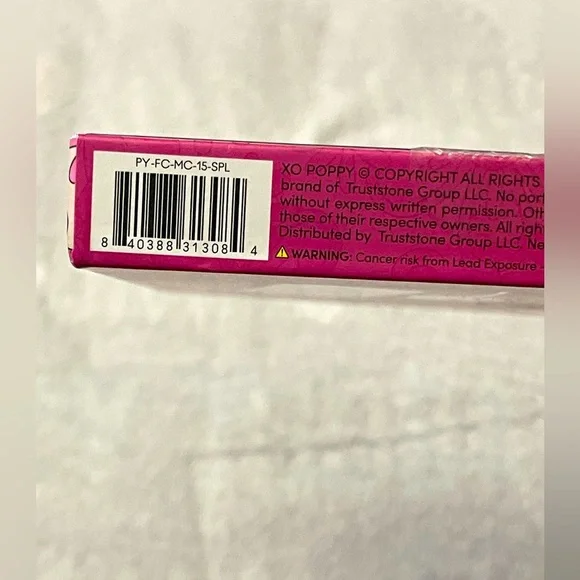 PY-FC-MC-15-SPL
8 40388 31308 4
XO POPPY © COPYRIGHT ALL RIGHTS
brand of Truststone Group LLC. No
without express written permission.
those of their respective owners. All
Distributed by Truststone Group LLC.
⚠ WARNING: Cancer risk from Lead Exposure -